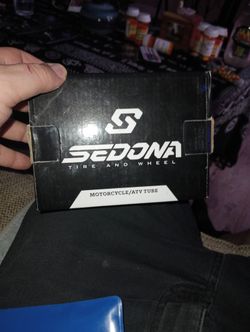 SEDONA
TIRE AND WHEEL
MOTORCYCLE/ATV TUBE